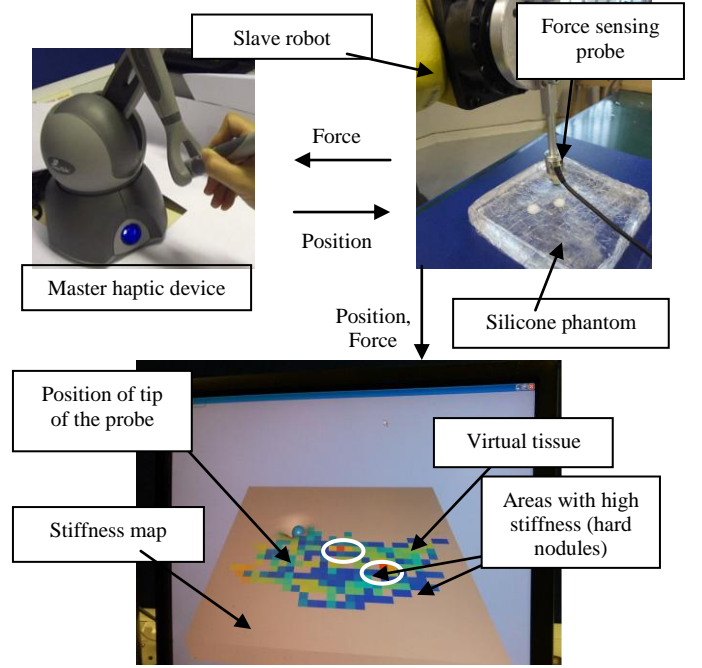 Slave robot
Force sensing
probe
Force
Position
Master haptic device
Silicone phantom
Position,
Force
Position of tip
of the probe
Virtual tissue
Stiffness map
Areas with high
stiffness (hard
nodules)